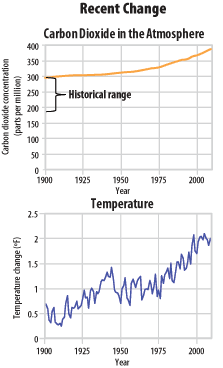 Recent Change
Carbon Dioxide in the Atmosphere
Carbon dioxide concentration
(parts per million)
400
350
300
250
200
150
100
50
0
Historical range
1900
1925
1950
1975
2000
Year
Temperature
Temperature change (°F)
2.5
2
1.5
1
0.5
0
1900
1925
1950
1975
2000
Year